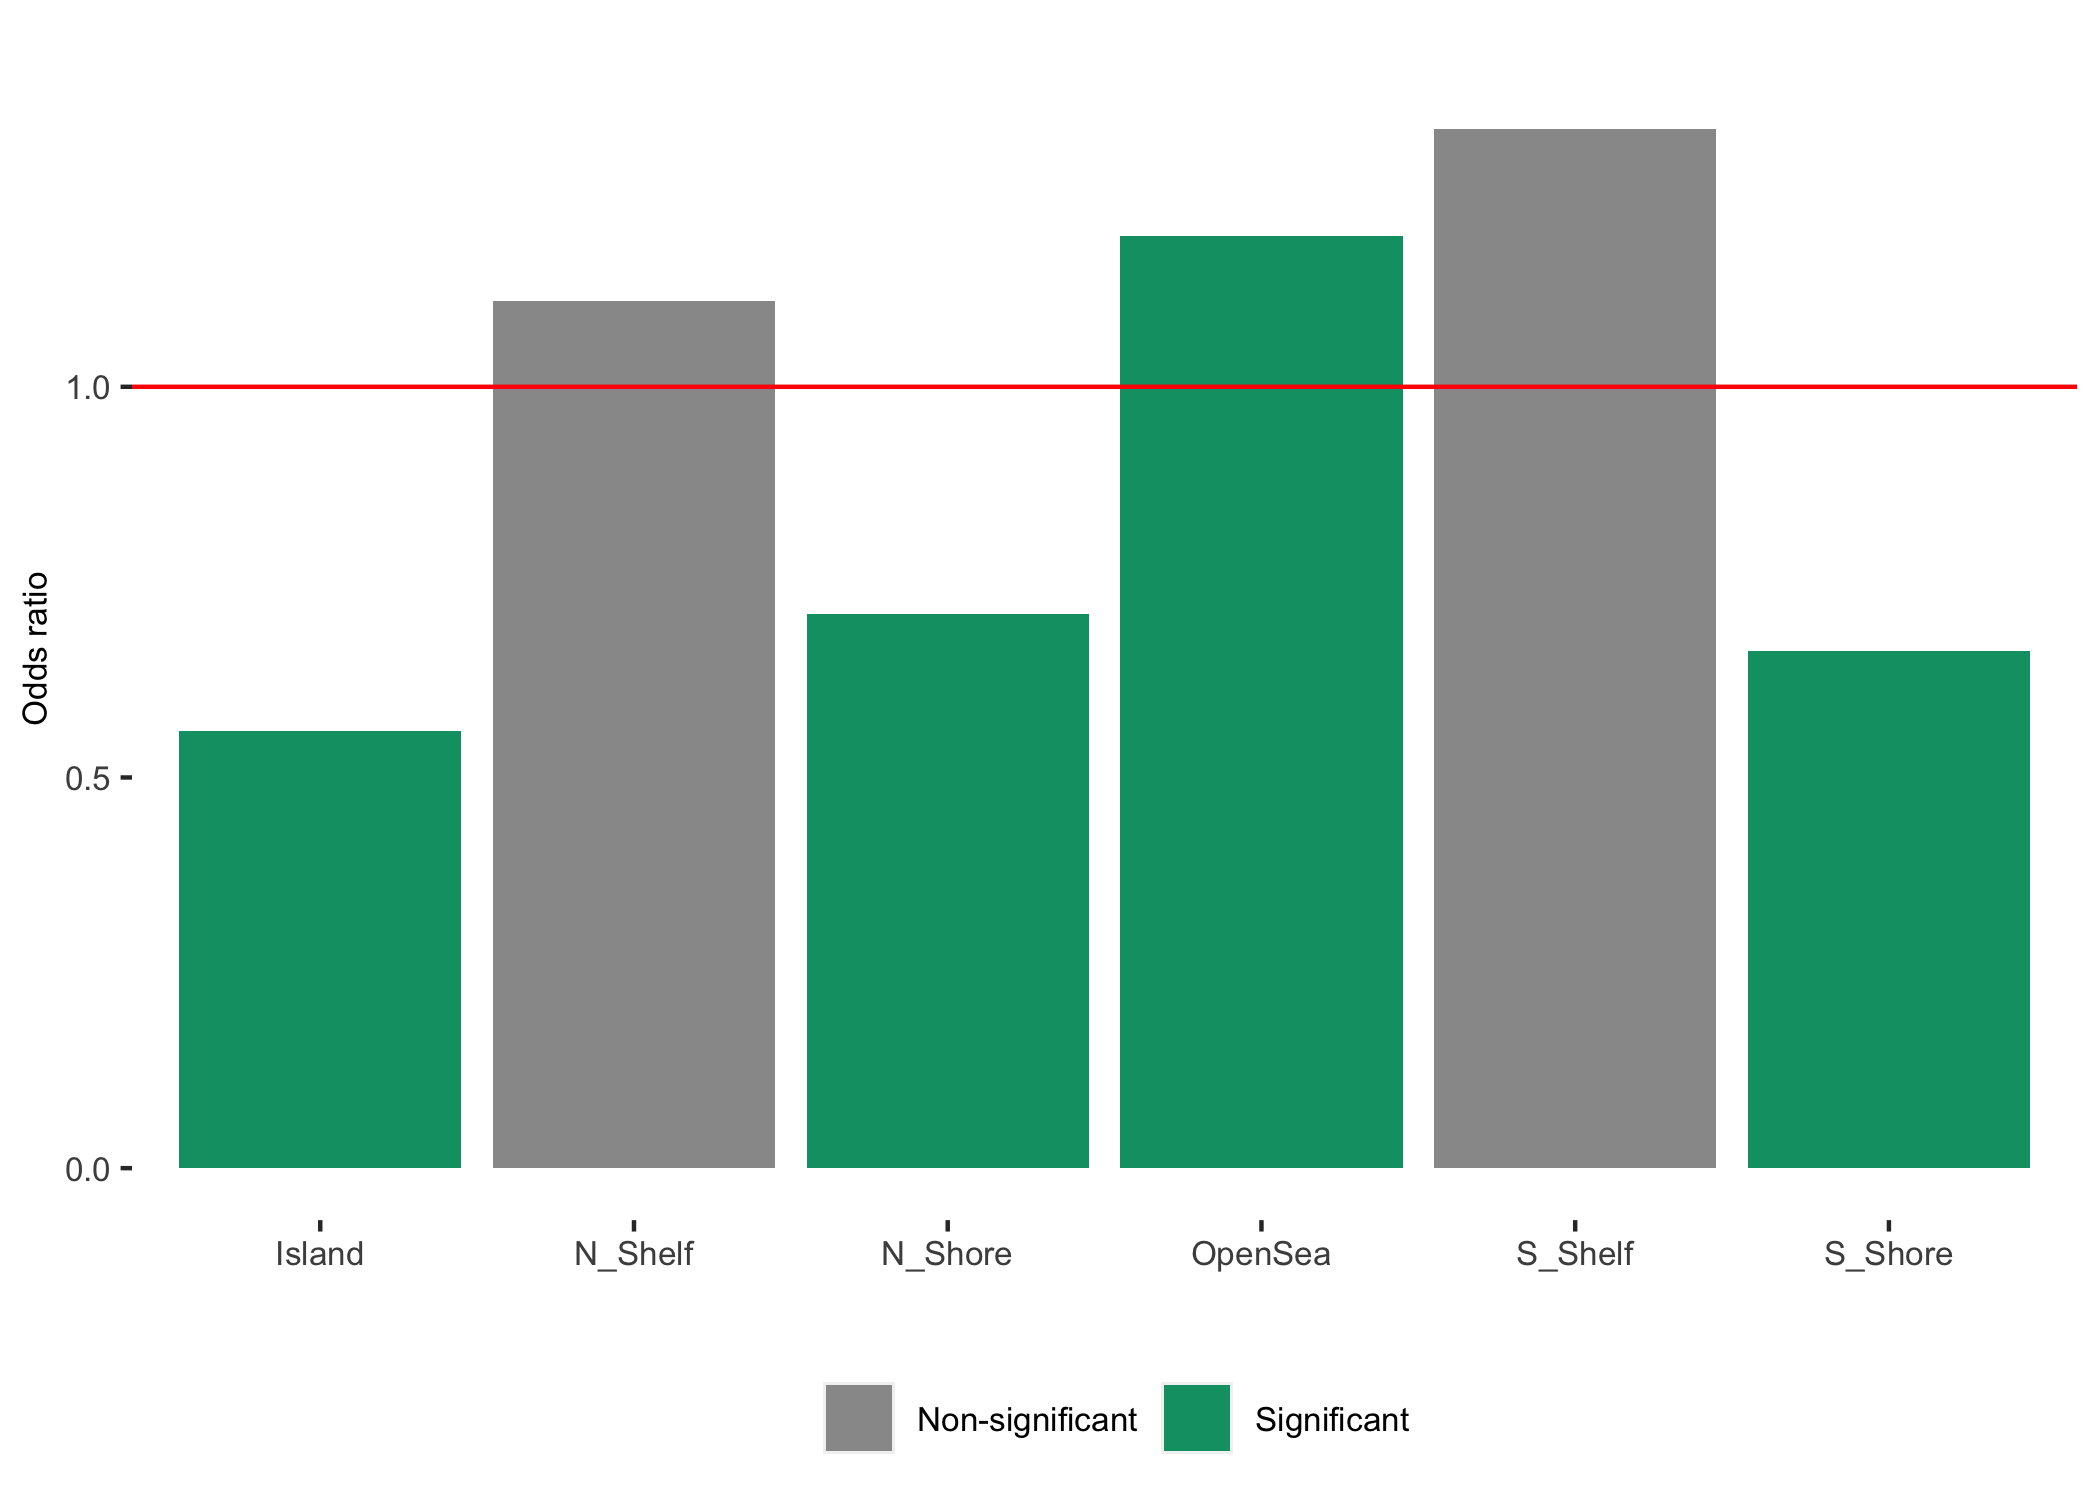 Odds ratio
1.0
0.5
0.0
Island N_Shelf N_Shore OpenSea S_Shelf S_Shore
Non-significant Significant